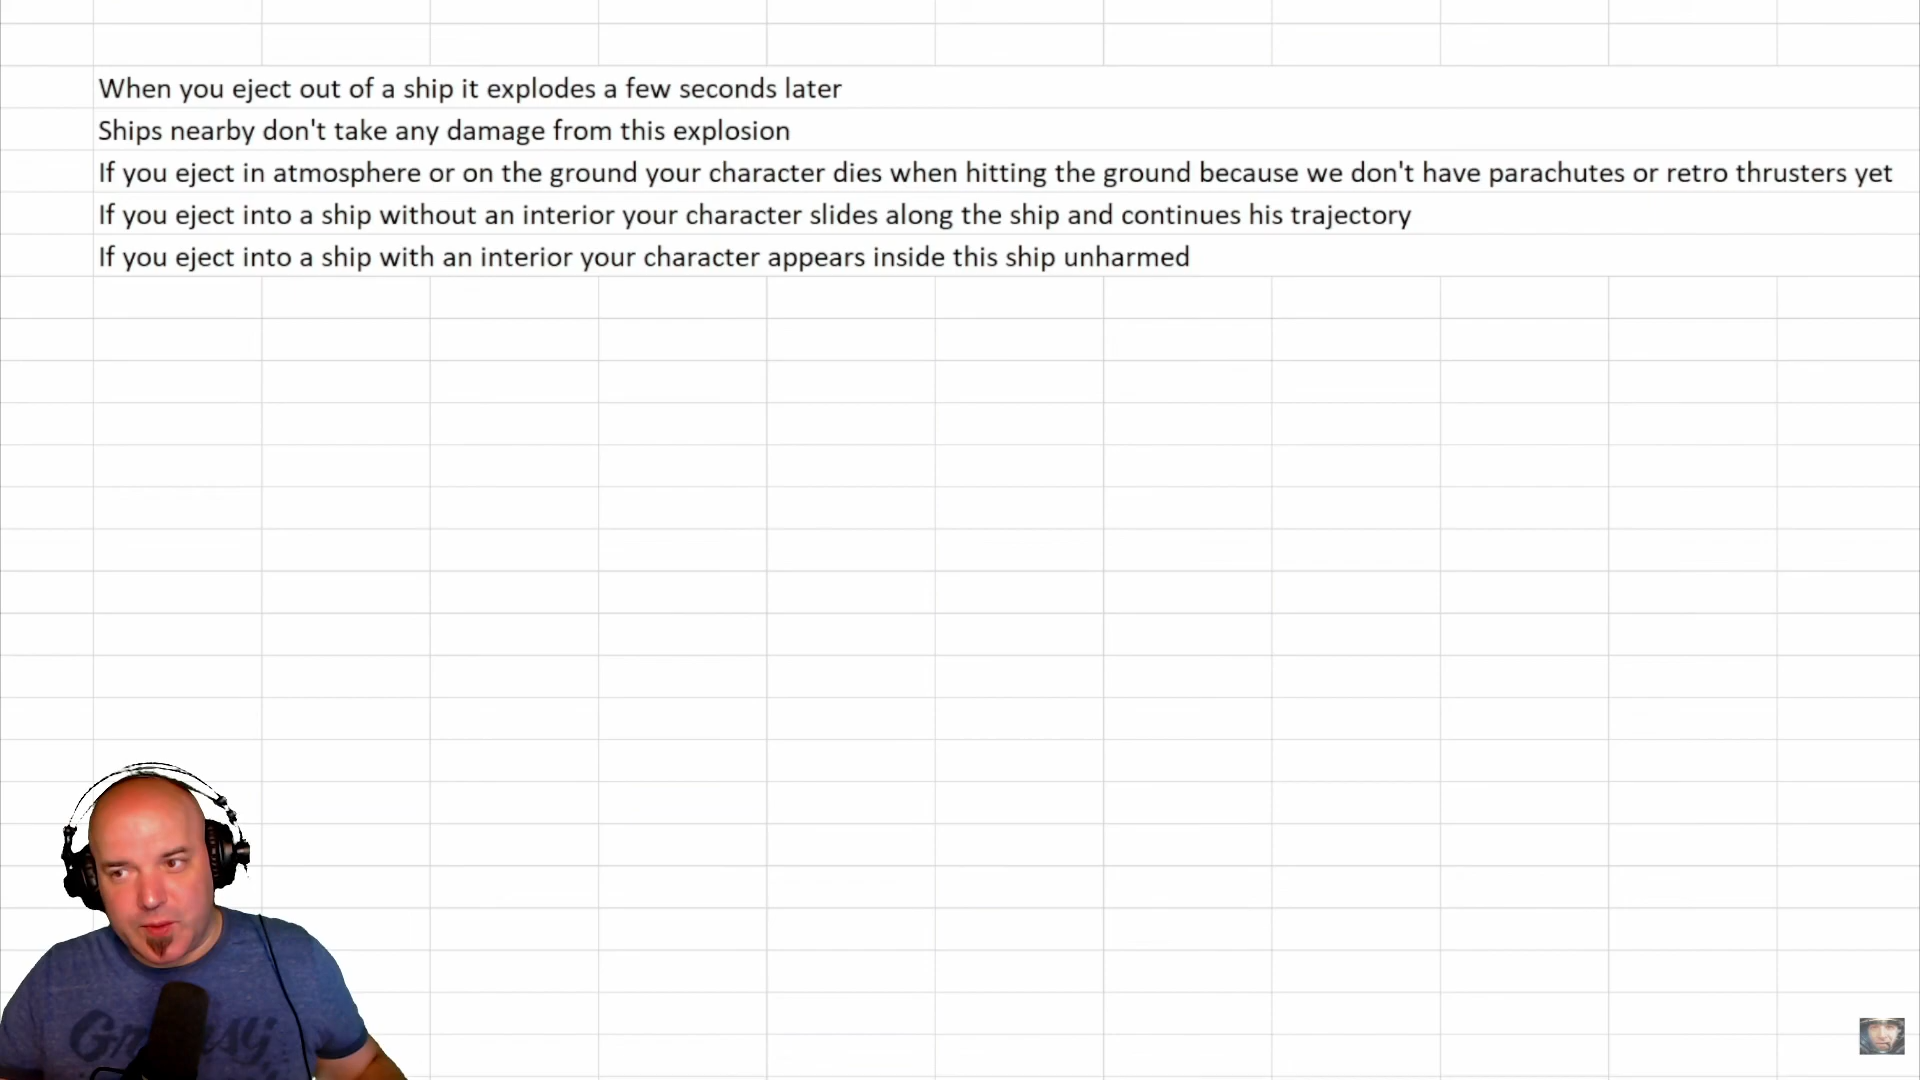 When you eject out of a ship it explodes a few seconds later
Ships nearby don't take any damage from this explosion
If you eject in atmosphere or on the ground your character dies when hitting the ground because we don't have parachutes or retro thrusters yet
If you eject into a ship without an interior your character slides along the ship and continues his trajectory
If you eject into a ship with an interior your character appears inside this ship unharmed